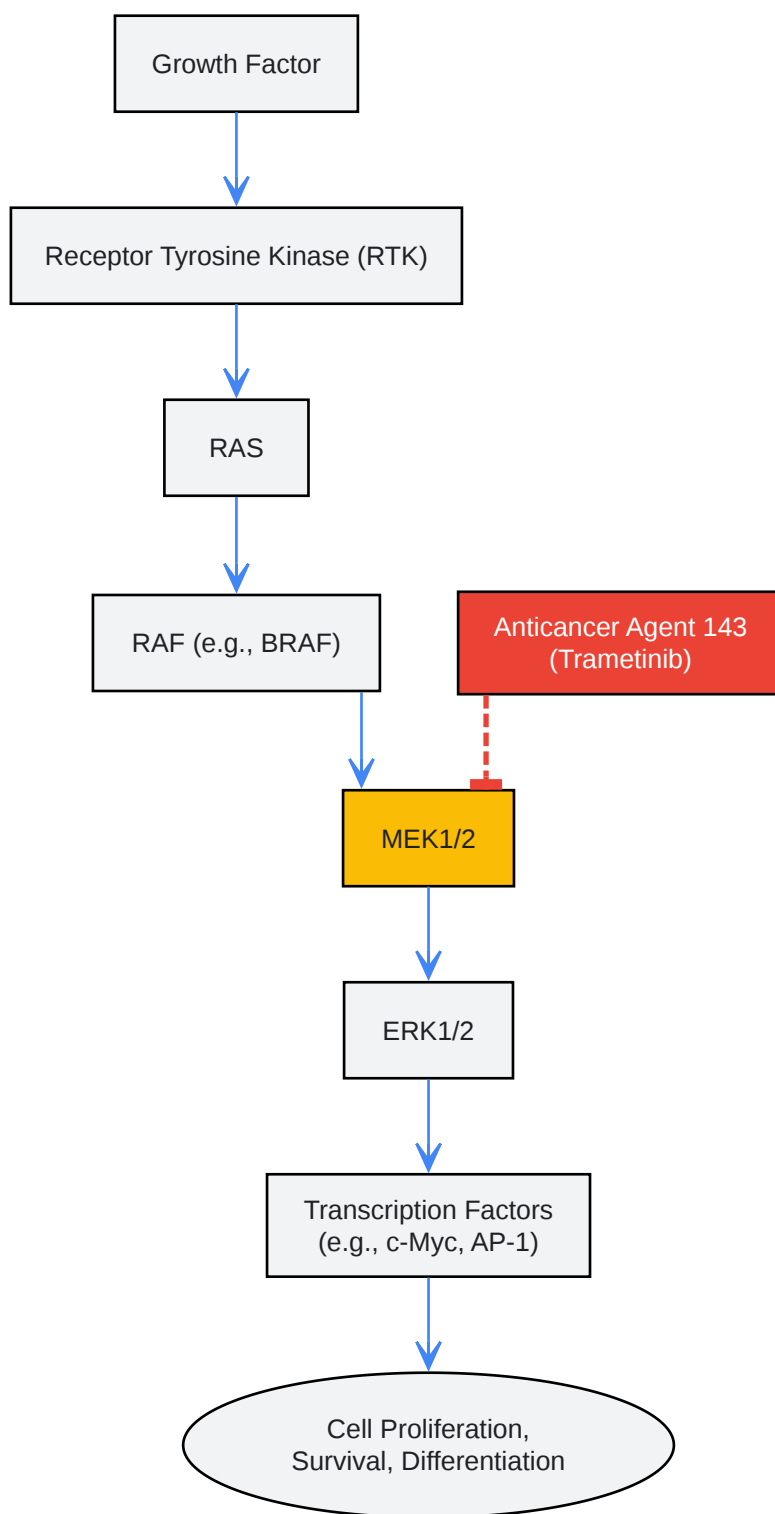 Growth Factor
Receptor Tyrosine Kinase (RTK)
RAS
RAF (e.g., BRAF)
Anticancer Agent 143
(Trametinib)
MEK1/2
ERK1/2
Transcription Factors
(e.g., c-Myc, AP-1)
Cell Proliferation,
Survival, Differentiation